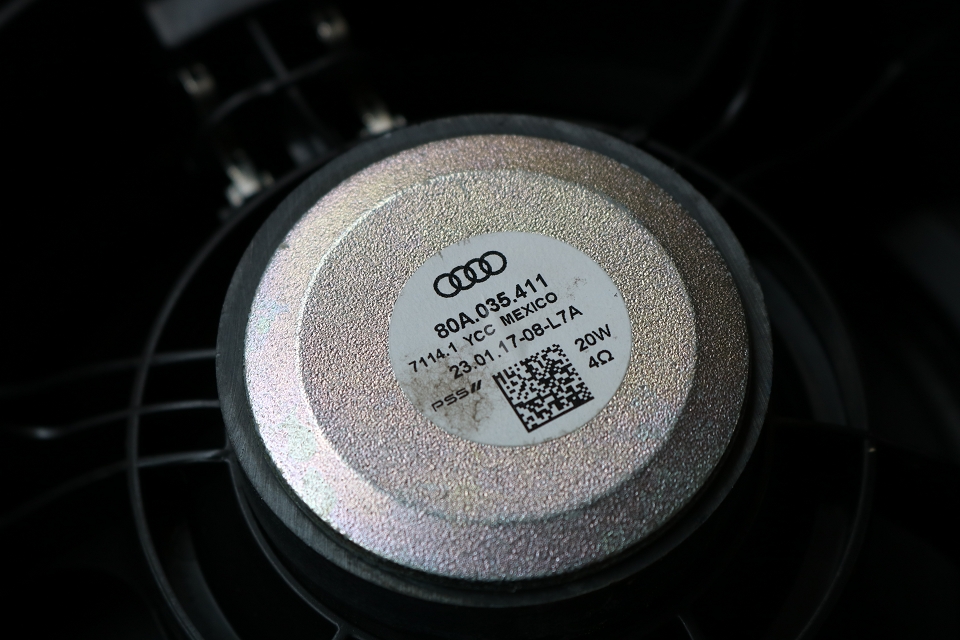 80A.035.411
7114.1 YCC MEXICO
23.01.17-08-L7A
20W
4Ω
PSS